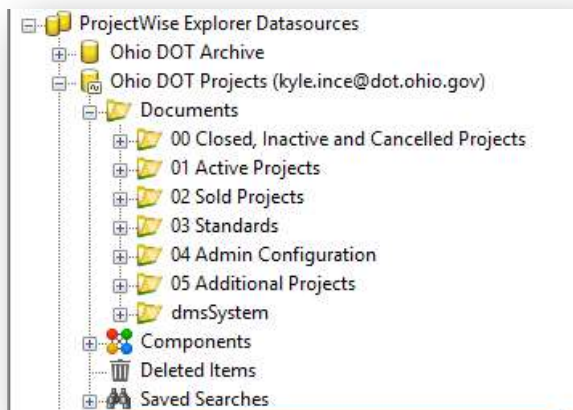 ProjectWise Explorer Datasources
Ohio DOT Archive
Ohio DOT Projects (kyle.ince@dot.ohio.gov)
Documents
00 Closed, Inactive and Cancelled Projects
01 Active Projects
02 Sold Projects
03 Standards
04 Admin Configuration
05 Additional Projects
dmsSystem
Components
Deleted Items
Saved Searches